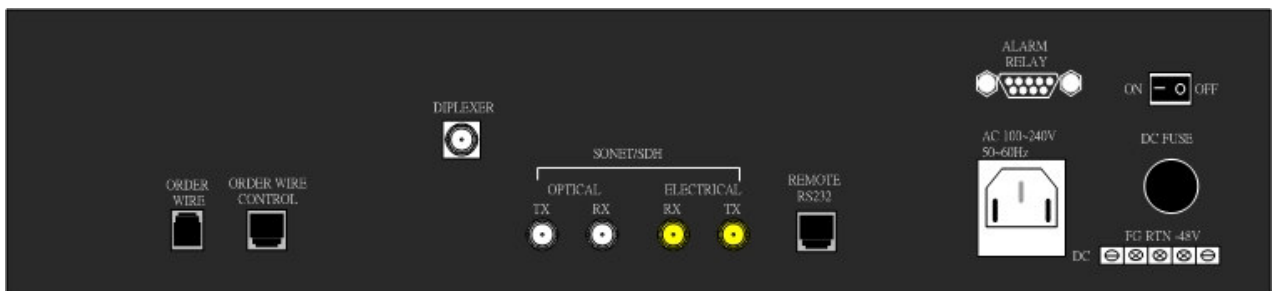 ALARM
RELAY
ON OFF
DIPLEXER
AC 100~240V
50~60Hz
DC FUSE
SONET/SDH
ORDER
WIRE
ORDER WIRE
CONTROL
OPTICAL
ELECTRICAL
TX RX RX TX
REMOTE
RS232
FG RTN -48V
DC